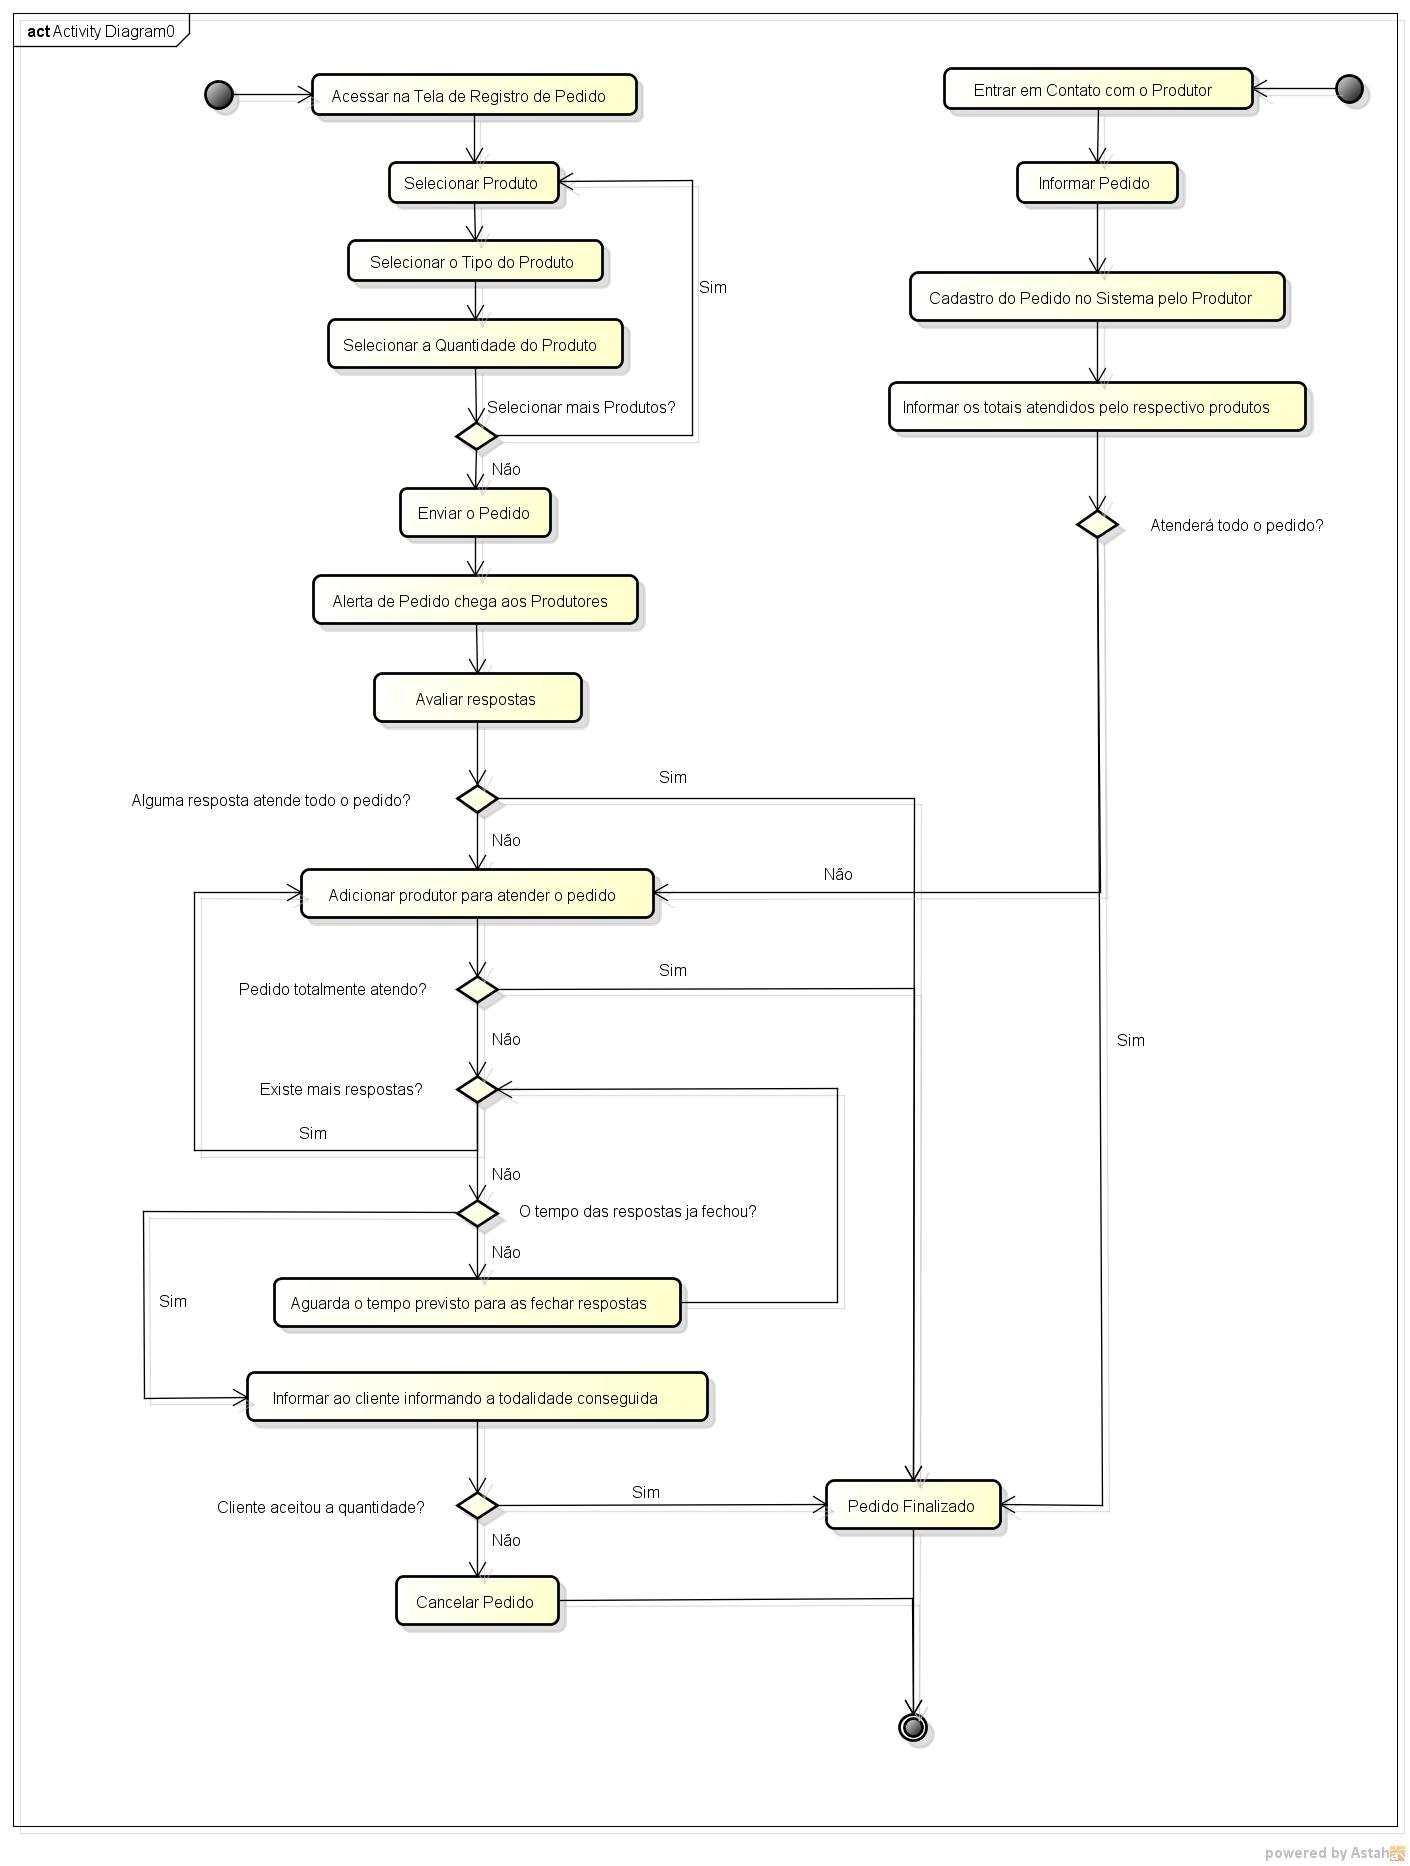 act Activity Diagram0
Acessar na Tela de Registro de Pedido
Entrar em Contato com o Produtor
Selecionar Produto
Informar Pedido
Selecionar o Tipo do Produto
Sim
Cadastro do Pedido no Sistema pelo Produtor
Selecionar a Quantidade do Produto
Selecionar mais Produtos?
Informar os totais atendidos pelo respectivo produtos
Não
Enviar o Pedido
Atenderá todo o pedido?
Alerta de Pedido chega aos Produtores
Avaliar respostas
Sim
Alguma resposta atende todo o pedido?
Não
Não
Adicionar produtor para atender o pedido
Sim
Pedido totalmente atendo?
Não
Sim
Existe mais respostas?
Sim
Não
O tempo das respostas ja fechou?
Não
Sim
Aguarda o tempo previsto para as fechar respostas
Informar ao cliente informando a todalidade conseguida
Sim
Cliente aceitou a quantidade?
Pedido Finalizado
Não
Cancelar Pedido
powered by Astah